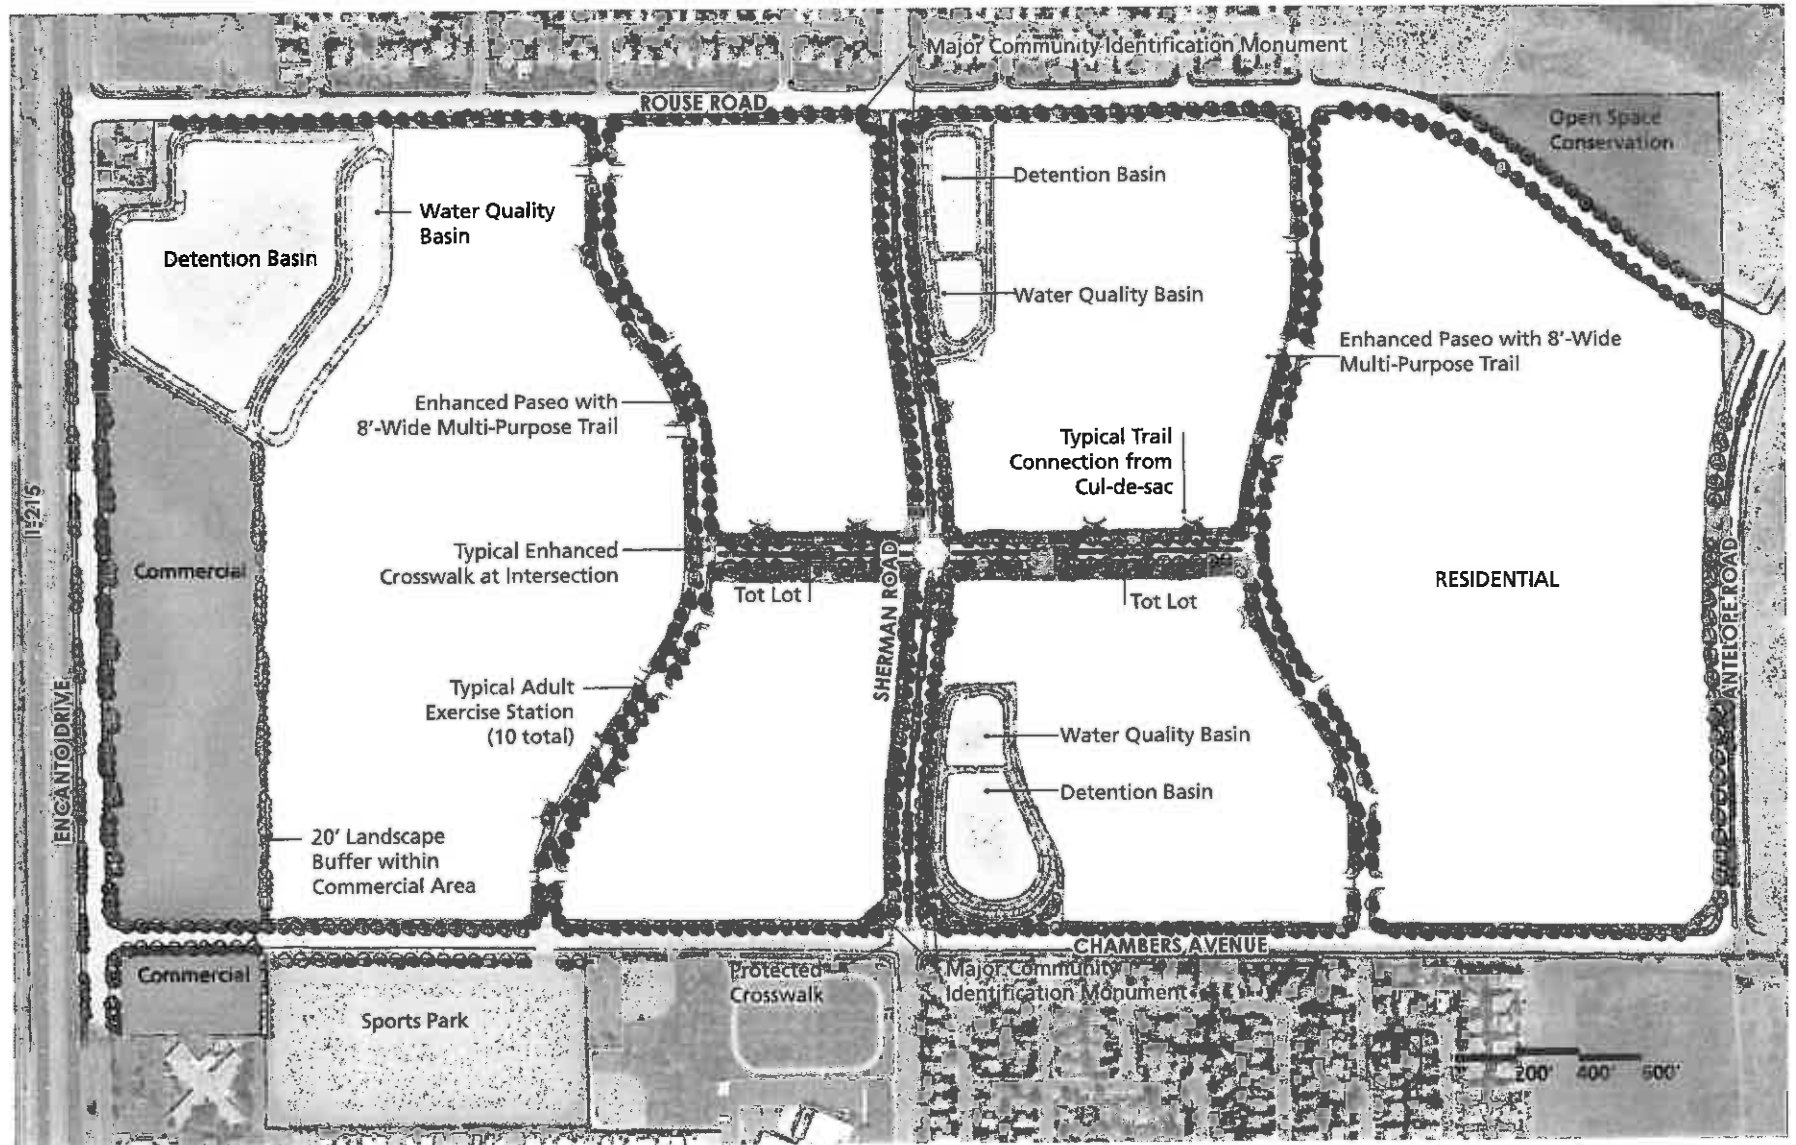 Major Community Identification Monument
ROUSE ROAD
Open Space
Conservation
Detention Basin
Water Quality
Basin
Detention Basin
Water Quality Basin
Enhanced Paseo with 8'-Wide
Multi-Purpose Trail
Enhanced Paseo with
8'-Wide Multi-Purpose Trail
Typical Trail
Connection from
Cul-de-sac
I-215
Commercial
Typical Enhanced
Crosswalk at Intersection
SHERMAN ROAD
RESIDENTIAL
ANTELOPE ROAD
Tot Lot
Tot Lot
Typical Adult
Exercise Station
(10 total)
ENCANTO DRIVE
Water Quality Basin
Detention Basin
20' Landscape
Buffer within
Commercial Area
CHAMBERS AVENUE
Commercial
Protected
Crosswalk
Major Community
Identification Monument
Sports Park
200' 400' 600'